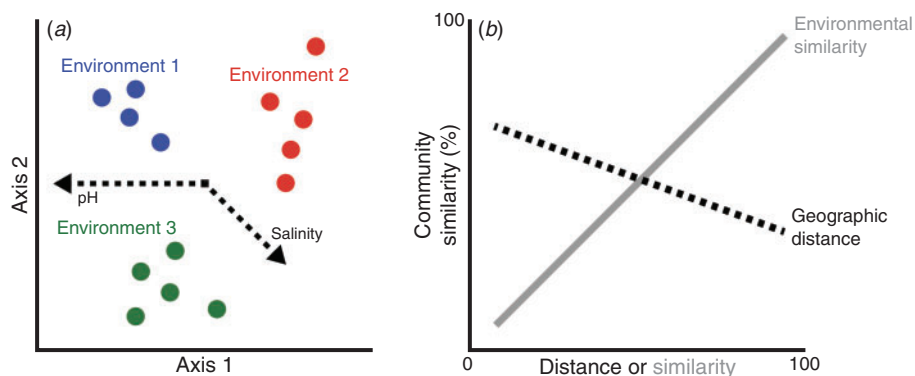 (a)
Environment 1
Environment 2
pH
Salinity
Environment 3
Axis 2
Axis 1
(b)
100
Environmental
similarity
Community
similarity (%)
Geographic
distance
0
100
Distance or similarity